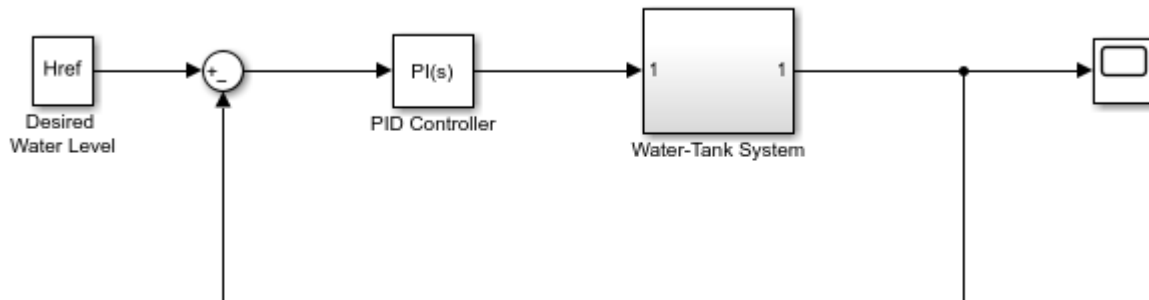 Href
+
-
PI(s)
1
1
Desired
Water Level
PID Controller
Water-Tank System